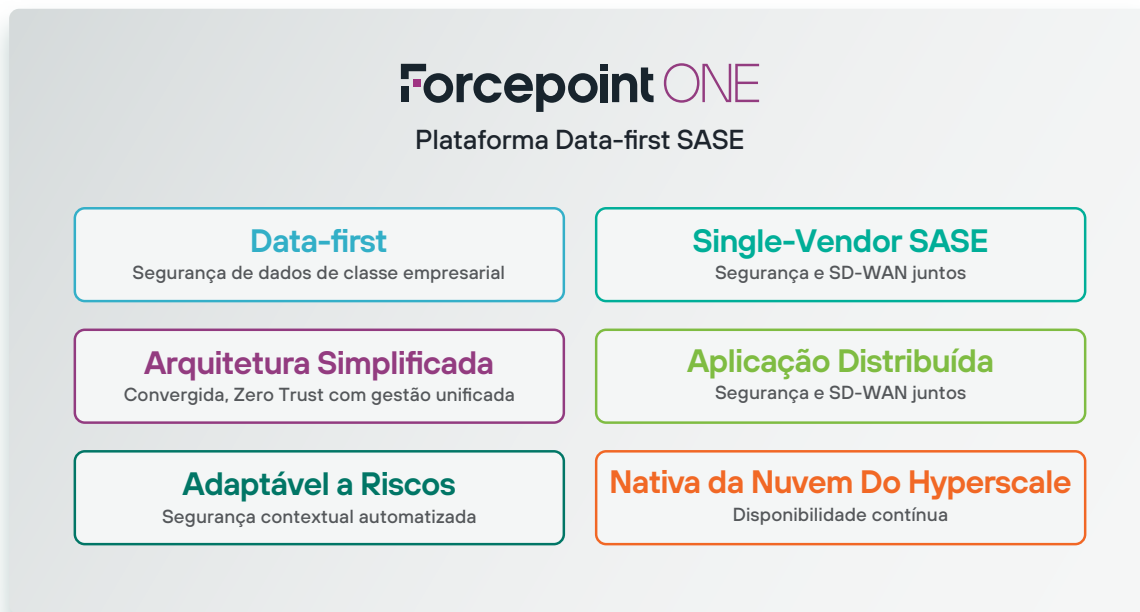 Forcepoint ONE
Plataforma Data-first SASE
Data-first
Segurança de dados de classe empresarial
Single-Vendor SASE
Segurança e SD-WAN juntos
Arquitetura Simplificada
Convergida, Zero Trust com gestão unificada
Aplicação Distribuída
Segurança e SD-WAN juntos
Adaptável a Riscos
Segurança contextual automatizada
Nativa da Nuvem Do Hyperscale
Disponibilidade contínua